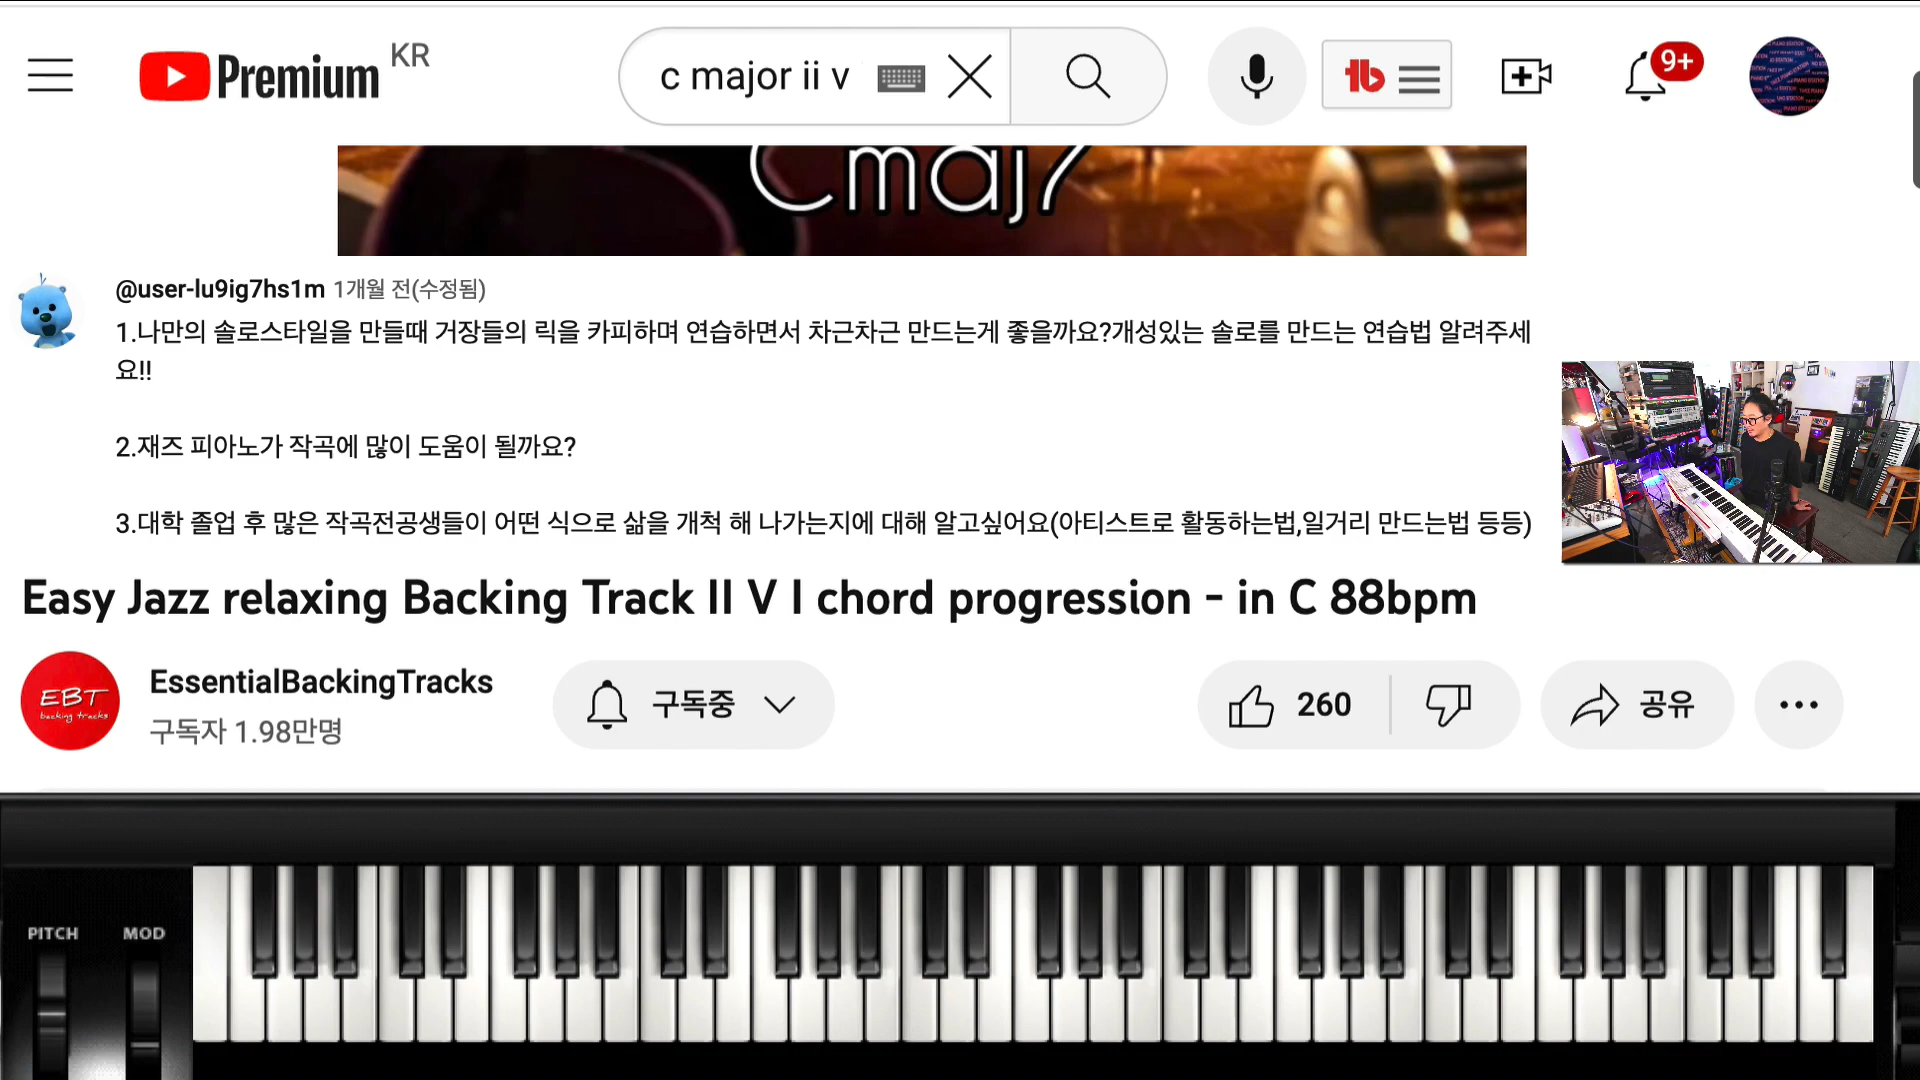 Premium KR
c major ii v
9+
Cmaj7
@user-lu9ig7hs1m 1개월 전(수정됨)
1.나만의 솔로스타일을 만들때 거장들의 릭을 카피하며 연습하면서 차근차근 만드는게 좋을까요?개성있는 솔로를 만드는 연습법 알려주세
요!!
2.재즈 피아노가 작곡에 많이 도움이 될까요?
3.대학 졸업 후 많은 작곡전공생들이 어떤 식으로 삶을 개척 해 나가는지에 대해 알고싶어요(아티스트로 활동하는법,일거리 만드는법 등등)
Easy Jazz relaxing Backing Track II V I chord progression - in C 88bpm
EBT
backing tracks
EssentialBackingTracks
구독자 1.98만명
구독중
260
공유
PITCH MOD